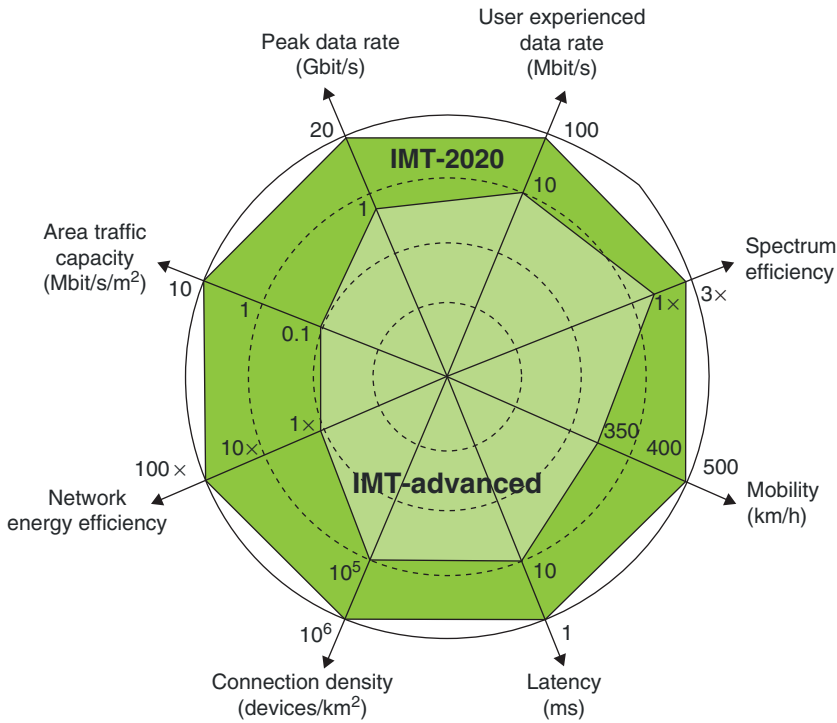 User experienced
data rate
(Mbit/s)
Peak data rate
(Gbit/s)
20
100
IMT-2020
1
10
Area traffic
capacity
(Mbit/s/m²)
10
1
0.1
Spectrum
efficiency
1×
3×
1×
10×
100×
Network
energy efficiency
350
400
500
Mobility
(km/h)
IMT-advanced
10⁵
10
10⁶
1
Connection density
(devices/km²)
Latency
(ms)